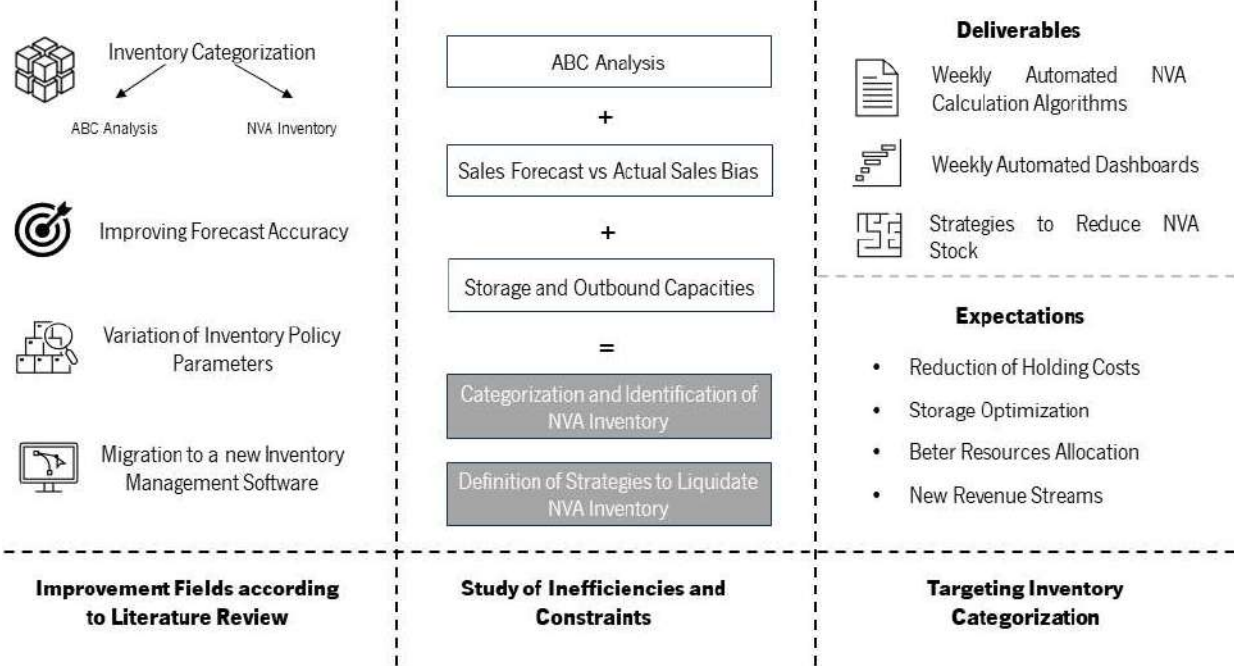 Inventory Categorization
ABC Analysis
NVA Inventory
Improving Forecast Accuracy
Variation of Inventory Policy
Parameters
Migration to a new Inventory
Management Software
Improvement Fields according
to Literature Review
ABC Analysis
+
Sales Forecast vs Actual Sales Bias
+
Storage and Outbound Capacities
=
Categorization and Identification of
NVA Inventory
Definition of Strategies to Liquidate
NVA Inventory
Study of Inefficiencies and
Constraints
Deliverables
Weekly Automated NVA
Calculation Algorithms
Weekly Automated Dashboards
Strategies to Reduce NVA
Stock
Expectations
• Reduction of Holding Costs
• Storage Optimization
• Beter Resources Allocation
• New Revenue Streams
Targeting Inventory
Categorization